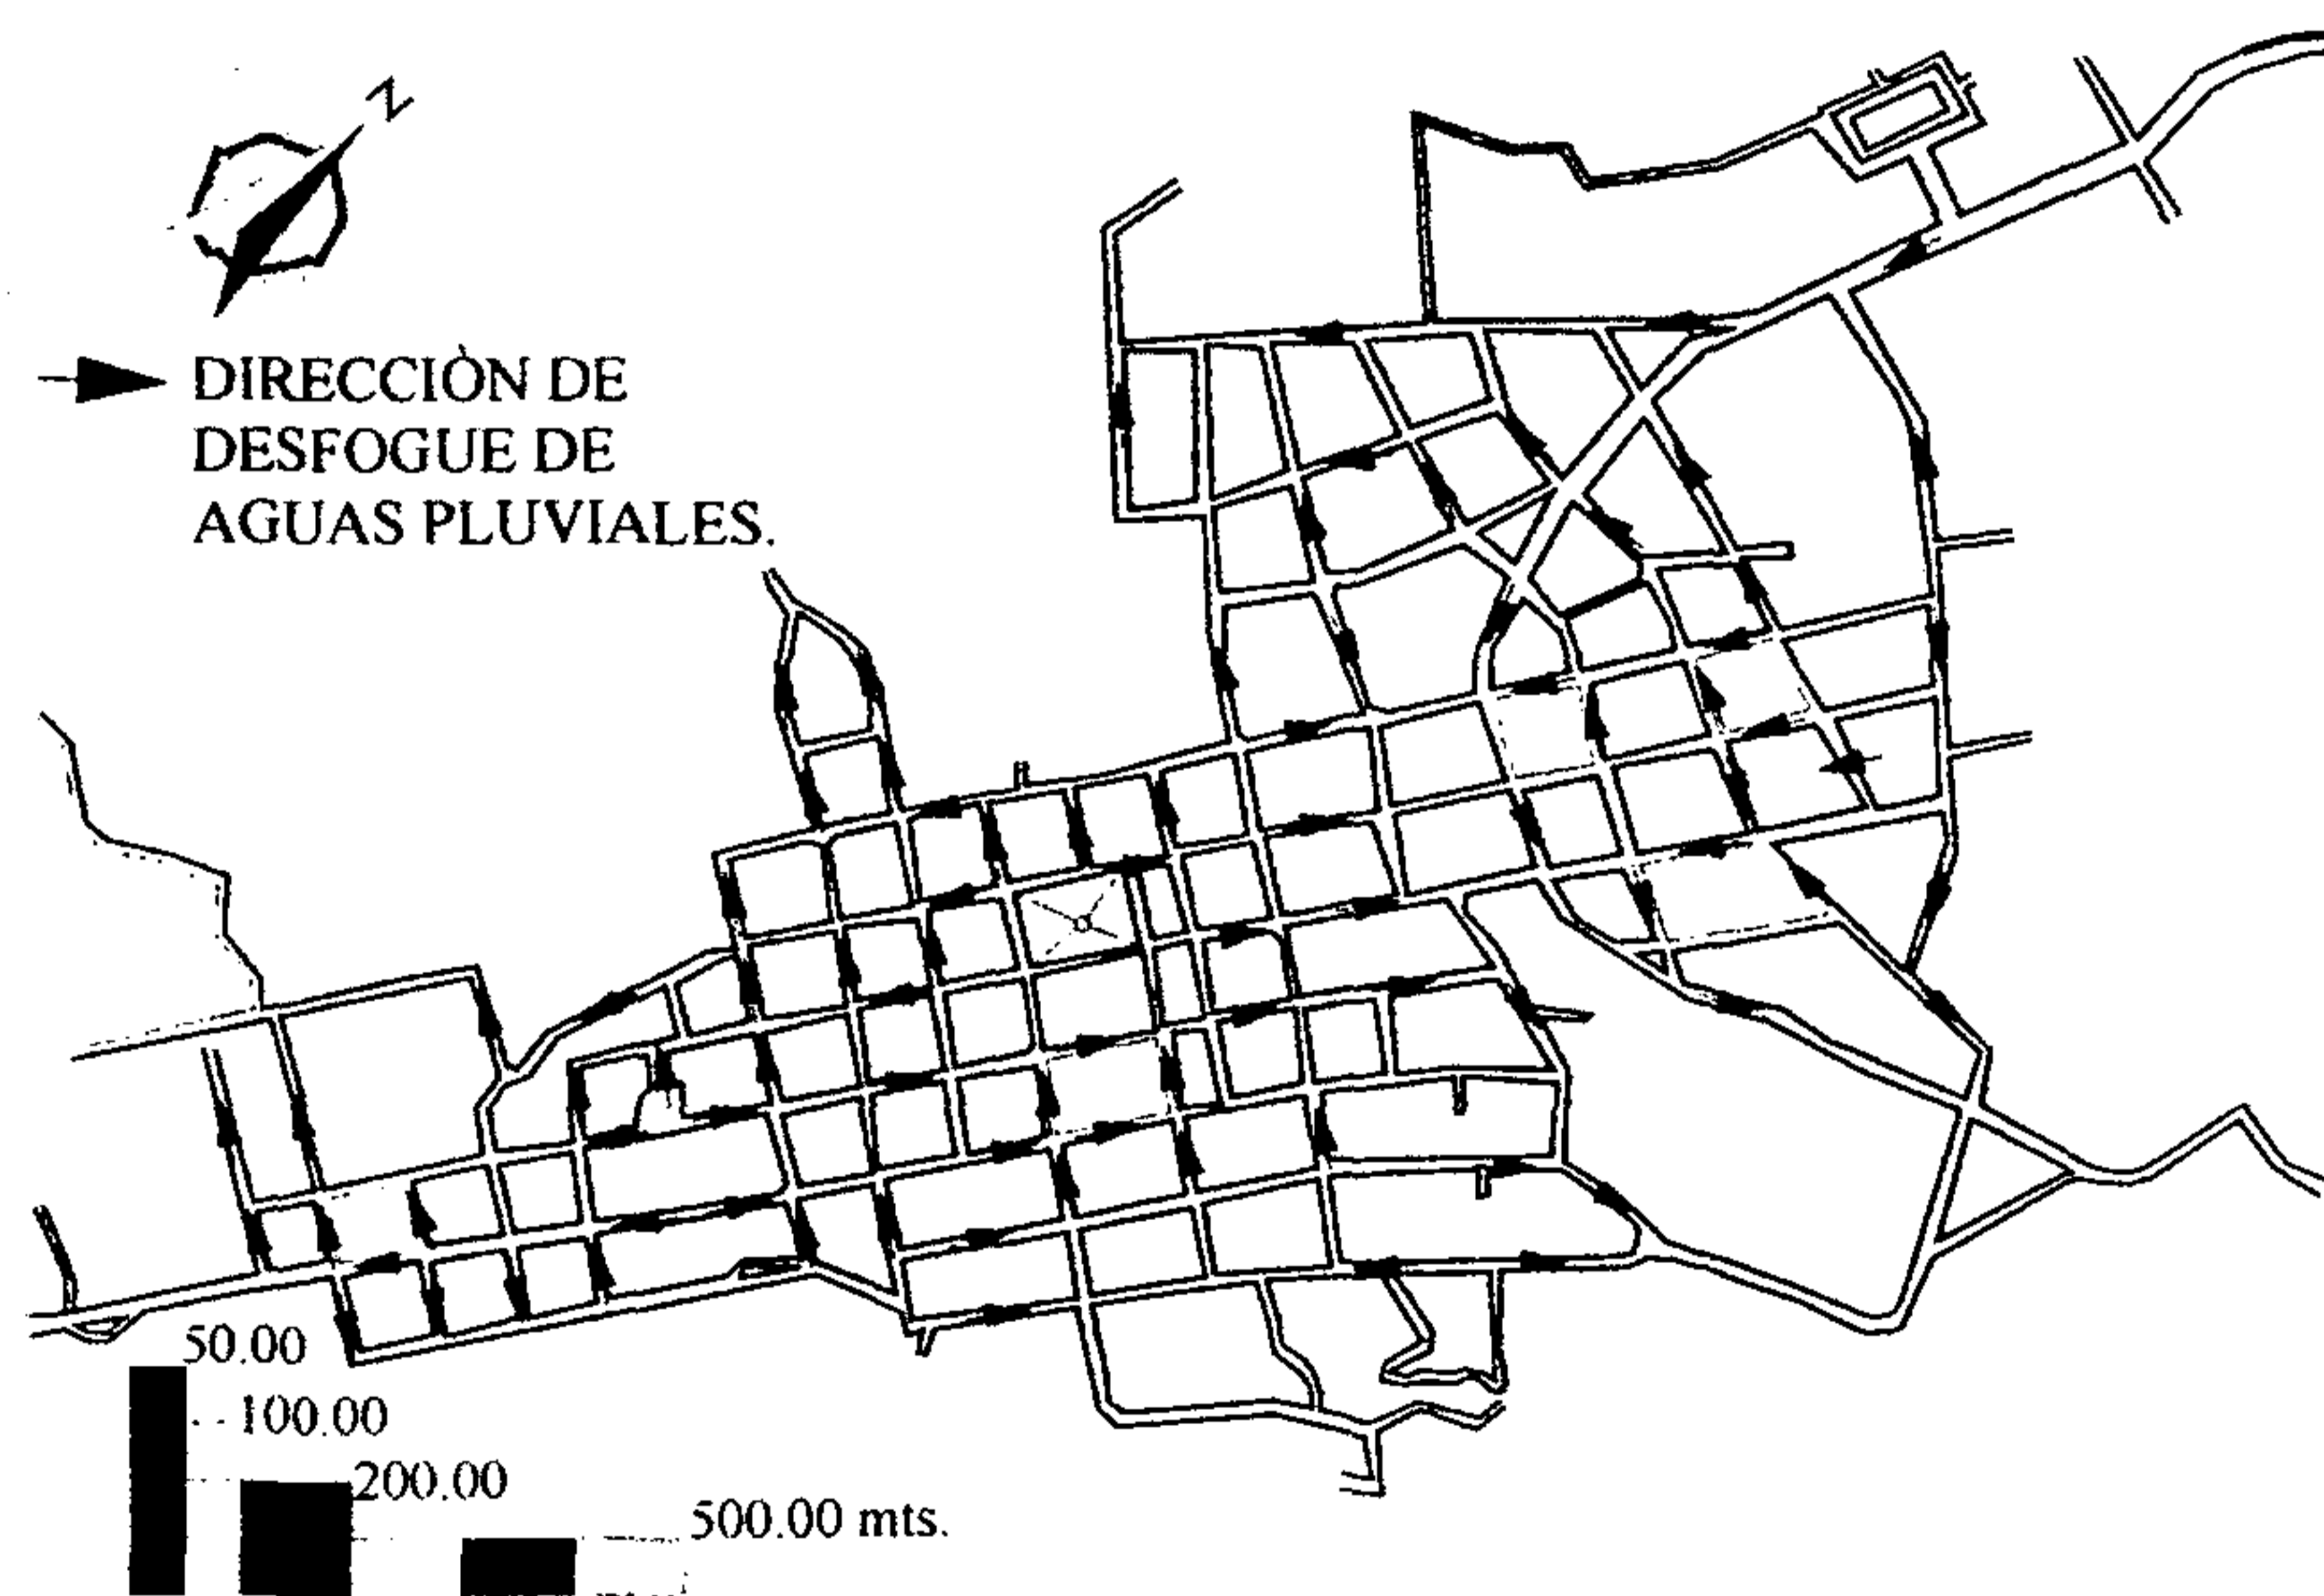 N
DIRECCIÒN DE
DESFOGUE DE
AGUAS PLUVIALES.
50.00
100.00
200.00
500.00 mts.